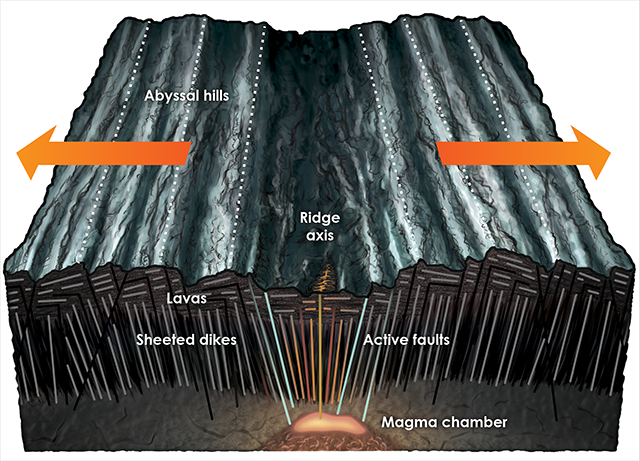 Abyssal hills
Ridge
axis
Lavas
Sheeted dikes
Active faults
Magma chamber